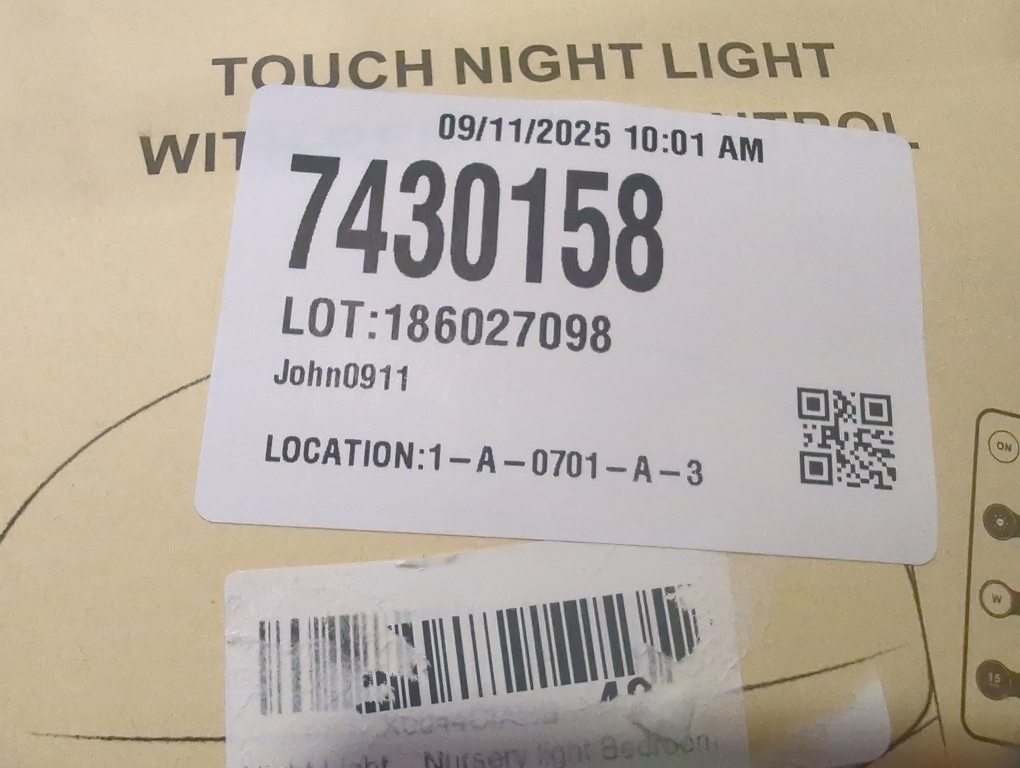 TOUCH NIGHT LIGHT
09/11/2025 10:01 AM
7430158
LOT:186027098
John0911
LOCATION:1-A-0701-A-3
ON
W
15
Nursery light Bedroom,